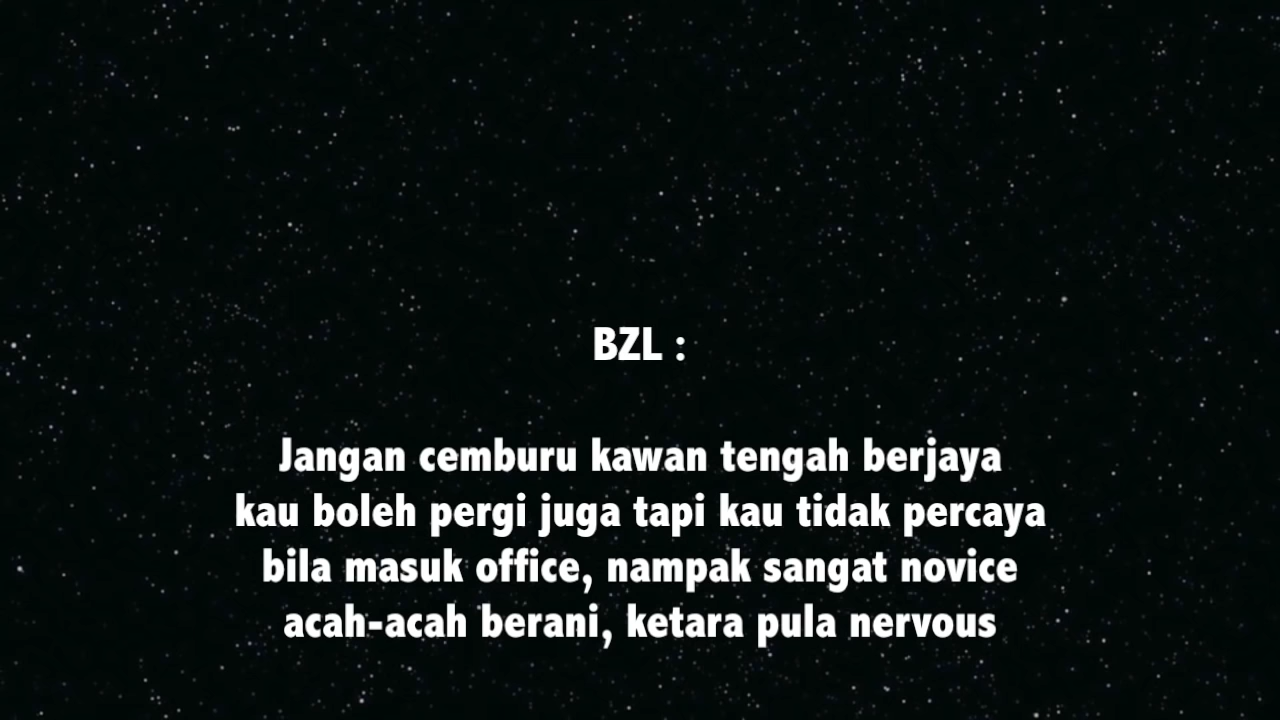 BZL :
Jangan cemburu kawan tengah berjaya
kau boleh pergi juga tapi kau tidak percaya
bila masuk office, nampak sangat novice
acah-acah berani, ketara pula nervous